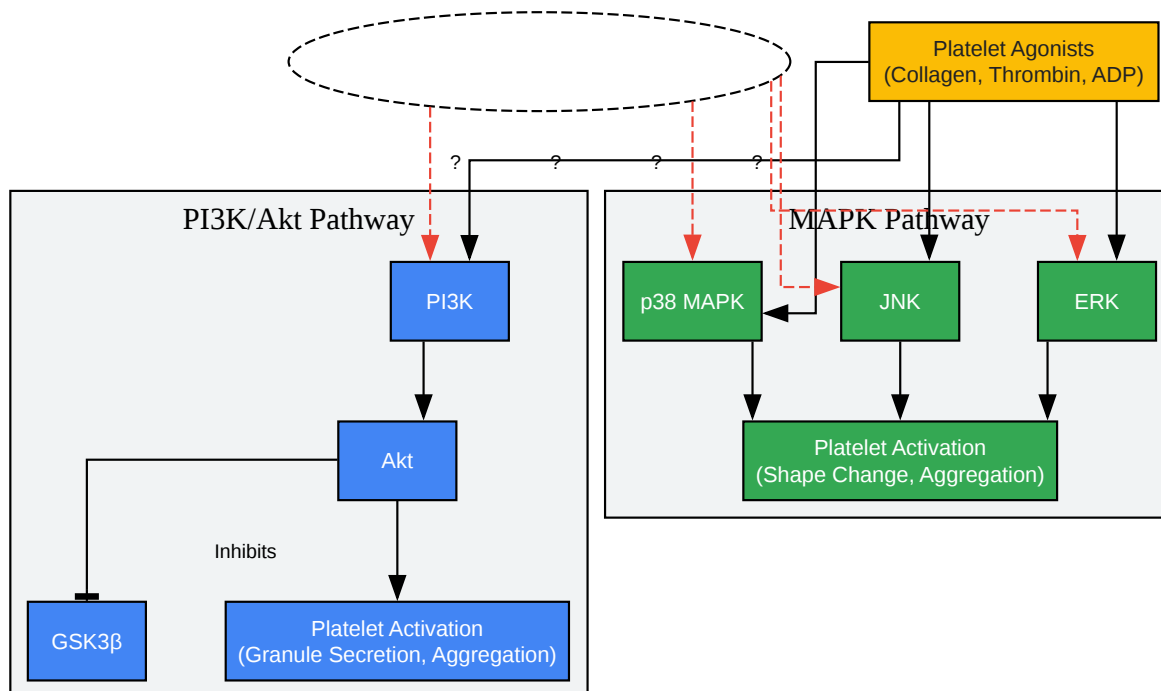 Platelet Agonists
(Collagen, Thrombin, ADP)
? ? ? ?
PI3K/Akt Pathway
MAPK Pathway
PI3K
p38 MAPK
JNK
ERK
Akt
Platelet Activation
(Shape Change, Aggregation)
Inhibits
GSK3β
Platelet Activation
(Granule Secretion, Aggregation)